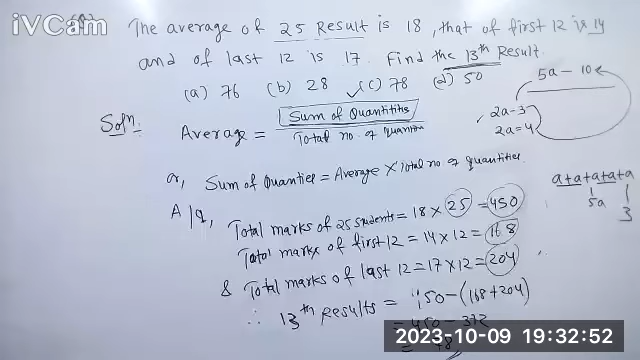 iVCam
The average of 25 Result is 18, that of first 12 is 14
and of last 12 is 17. Find the 13th Result.
(a) 76 (b) 28 ✓(c) 78 (d) 50
5a - 10
Soln:
Average = Sum of Quantities / Total no. of Quantities
2a-3
2a=4
or, Sum of Quantities = Average × Total no. of quantities.
a+a+a+a+a
5a
3
A/q, Total marks of 25 students = 18 × 25 = 450
Total marks of first 12 = 14 × 12 = 168
& Total marks of last 12 = 17 × 12 = 204
∴ 13th Results = 450 - (168 + 204)
= 450 - 372
= 78
2023-10-09 19:32:52